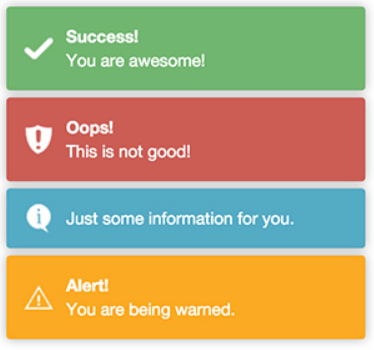 Success!
You are awesome!
Oops!
This is not good!
Just some information for you.
Alert!
You are being warned.